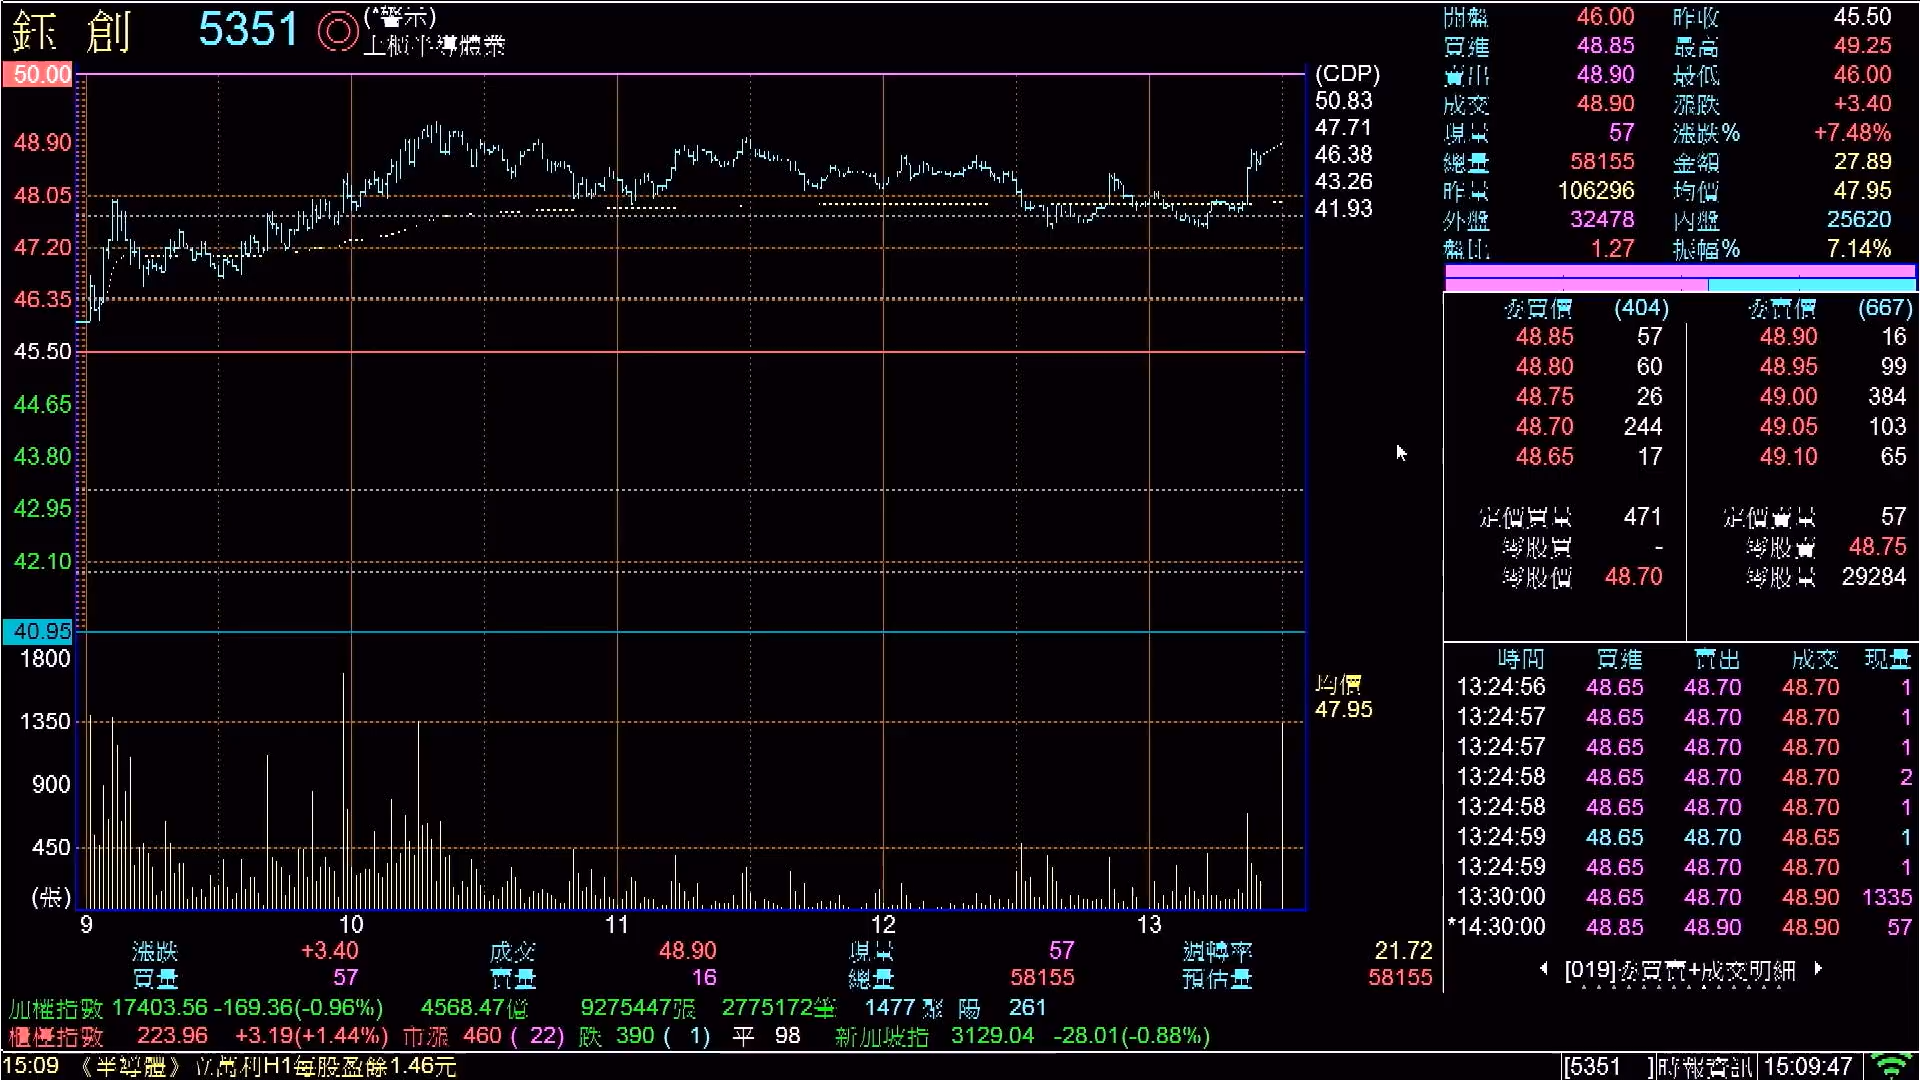 鈺創 5351 (*警示)
上櫃半導體業
50.00
48.90
48.05
47.20
46.35
45.50
44.65
43.80
42.95
42.10
40.95
1800
1350
900
450
(張)
9 10 11 12 13
(CDP)
50.83
47.71
46.38
43.26
41.93
均價
47.95
開盤 46.00 昨收 45.50
買進 48.85 最高 49.25
賣出 48.90 最低 46.00
成交 48.90 漲跌 +3.40
現量 57 漲跌% +7.48%
總量 58155 金額 27.89
昨量 106296 均價 47.95
外盤 32478 內盤 25620
盤比 1.27 振幅% 7.14%
委買價 (404) 委賣價 (667)
48.85 57 48.90 16
48.80 60 48.95 99
48.75 26 49.00 384
48.70 244 49.05 103
48.65 17 49.10 65
定價買量 471 定價賣量 57
零股買 - 零股賣 48.75
零股價 48.70 零股量 29284
時間 買進 賣出 成交 現量
13:24:56 48.65 48.70 48.70 1
13:24:57 48.65 48.70 48.70 1
13:24:57 48.65 48.70 48.70 1
13:24:58 48.65 48.70 48.70 2
13:24:58 48.65 48.70 48.70 1
13:24:59 48.65 48.70 48.65 1
13:24:59 48.65 48.70 48.70 1
13:30:00 48.65 48.70 48.90 1335
*14:30:00 48.85 48.90 48.90 57
[019]委買賣+成交明細
漲跌 +3.40 成交 48.90 現量 57 週轉率 21.72
買量 57 賣量 16 總量 58155 預估量 58155
加權指數 17403.56 -169.36(-0.96%) 4568.47億 9275447張 2775172筆 1477 陽 261
櫃檯指數 223.96 +3.19(+1.44%) 市漲 460 ( 22) 跌 390 ( 1) 平 98 新加坡指 3129.04 -28.01(-0.88%)
15:09 《半導體》立萬利H1每股盈餘1.46元 [5351 ]時報資訊 15:09:47